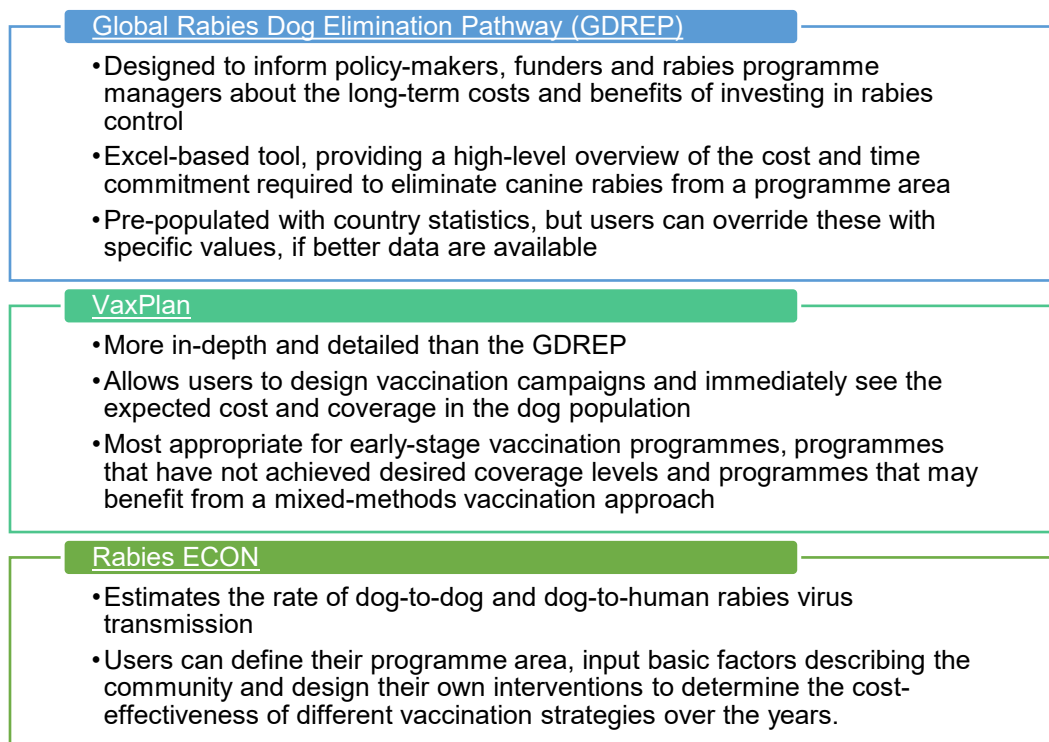 Global Rabies Dog Elimination Pathway (GDREP)
•Designed to inform policy-makers, funders and rabies programme
managers about the long-term costs and benefits of investing in rabies
control
•Excel-based tool, providing a high-level overview of the cost and time
commitment required to eliminate canine rabies from a programme area
•Pre-populated with country statistics, but users can override these with
specific values, if better data are available
VaxPlan
•More in-depth and detailed than the GDREP
•Allows users to design vaccination campaigns and immediately see the
expected cost and coverage in the dog population
•Most appropriate for early-stage vaccination programmes, programmes
that have not achieved desired coverage levels and programmes that may
benefit from a mixed-methods vaccination approach
Rabies ECON
•Estimates the rate of dog-to-dog and dog-to-human rabies virus
transmission
•Users can define their programme area, input basic factors describing the
community and design their own interventions to determine the cost-
effectiveness of different vaccination strategies over the years.